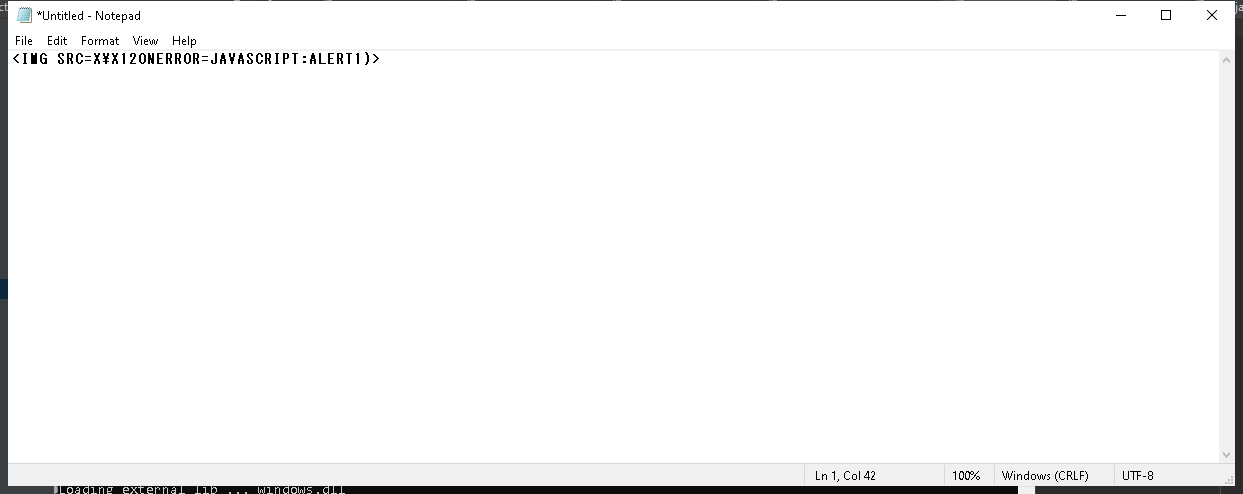 *Untitled - Notepad
File Edit Format View Help
<IMG SRC=X¥X12ONERROR=JAVASCRIPT:ALERT1)>
Ln 1, Col 42 100% Windows (CRLF) UTF-8
Loading external lib ... windows.dll